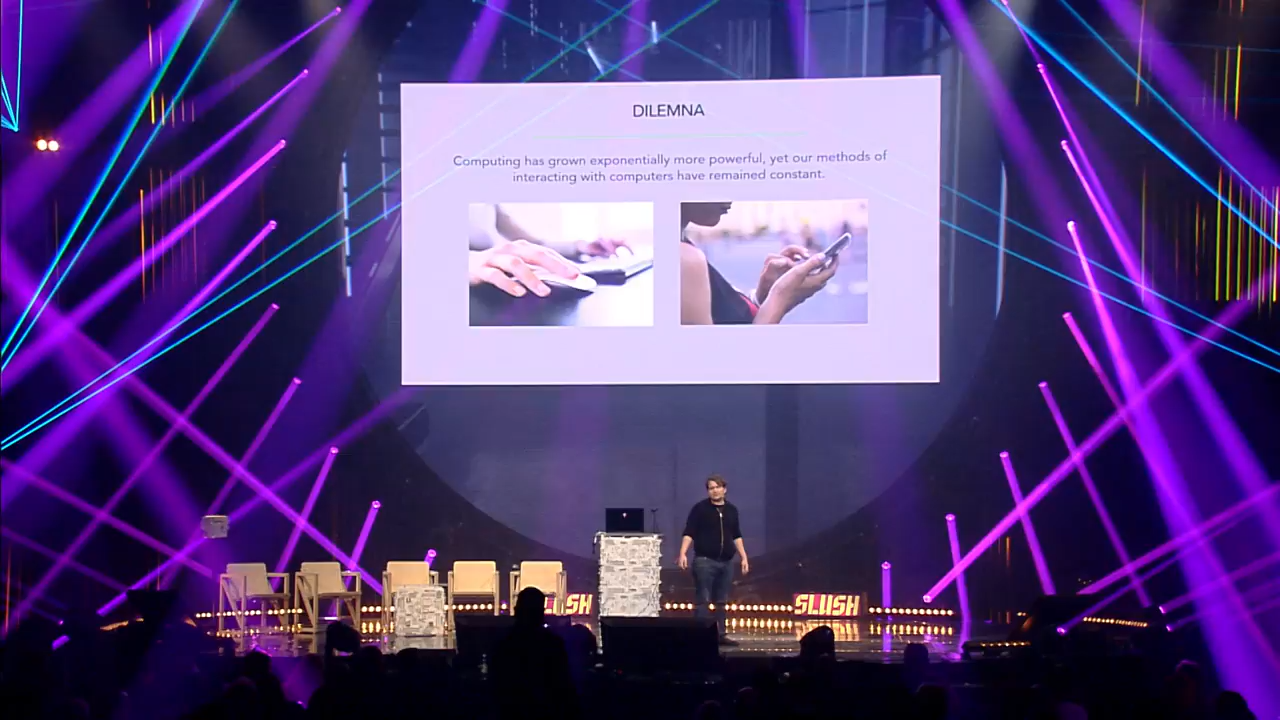 DILEMNA
Computing has grown exponentially more powerful, yet our methods of
interacting with computers have remained constant.
SLUSH
SLUSH